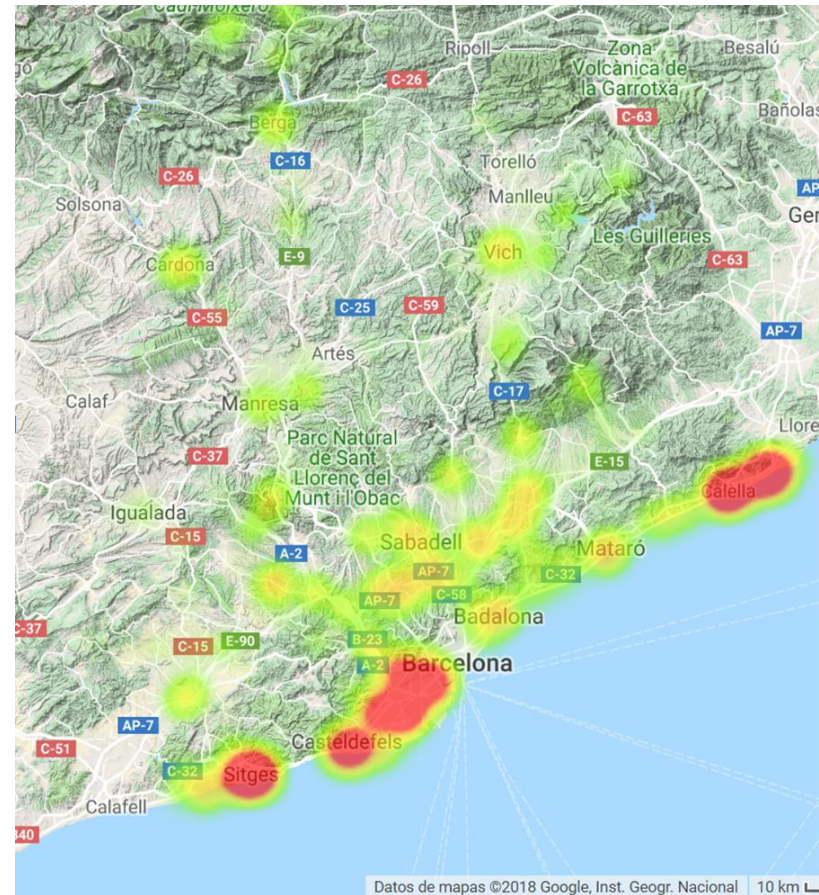 Cadí-Moixeró
Ripoll
Besalú
Zona
Volcànica de
la Garrotxa
C-26
C-63
Bañolas
Berga
C-16
Torelló
C-26
Manlleu
AP
Solsona
Ger
Vich
Les Guilleries
Cardona
E-9
C-63
C-25
C-59
C-55
AP-7
Artés
C-17
Calaf
Manresa
Llore
Parc Natural
de Sant
Llorenç del
Munt i l'Obac
C-37
E-15
Calella
Igualada
C-15
Sabadell
Mataró
A-2
AP-7
C-32
C-58
AP-7
Badalona
C-37
B-23
E-90
C-15
A-2
Barcelona
AP-7
Casteldefels
C-51
C-32
Sitges
Calafell
340
Datos de mapas ©2018 Google, Inst. Geogr. Nacional
10 km